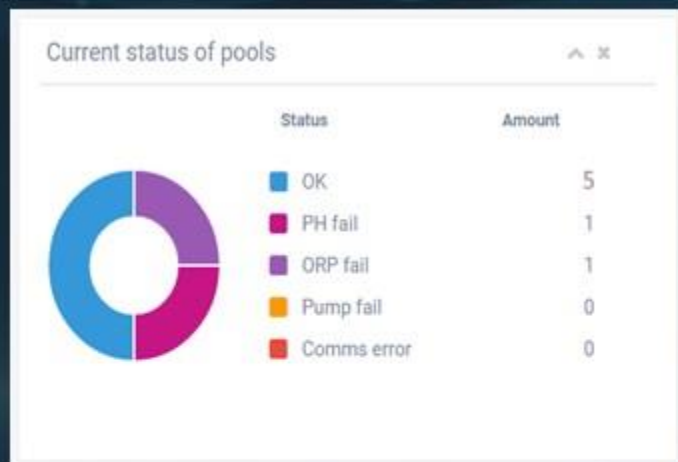 Current status of pools
Status Amount
OK 5
PH fail 1
ORP fail 1
Pump fail 0
Comms error 0